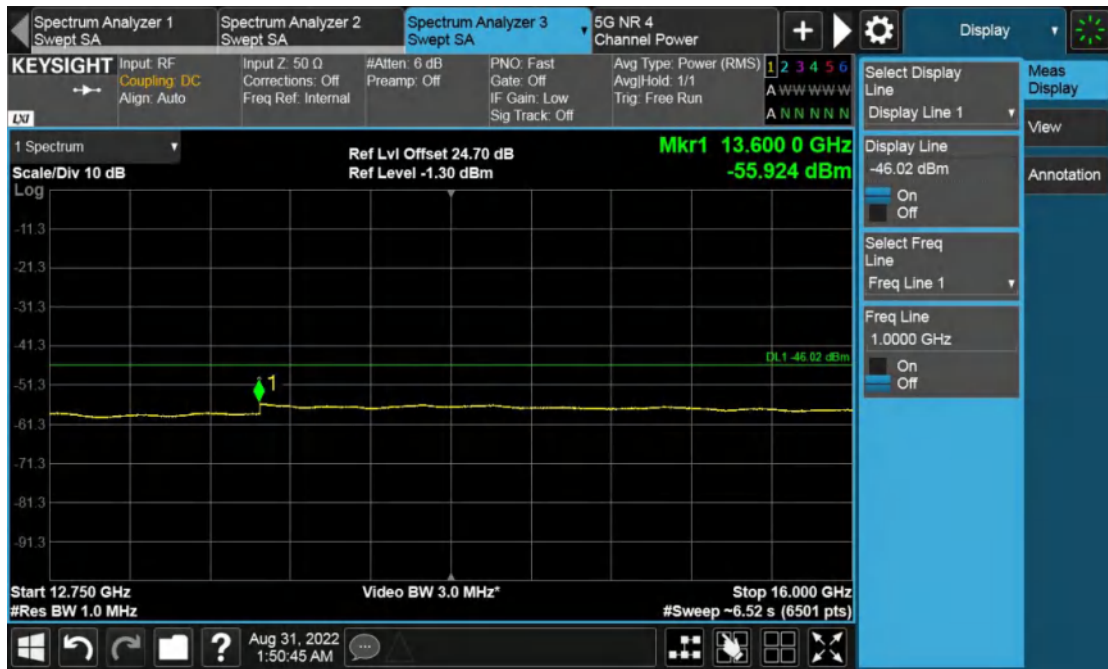 Spectrum Analyzer 1
Swept SA
Spectrum Analyzer 2
Swept SA
Spectrum Analyzer 3
Swept SA
5G NR 4
Channel Power
+
Display
KEYSIGHT
LXI
Input: RF
Coupling: DC
Align: Auto
Input Z: 50 Ω
Corrections: Off
Freq Ref: Internal
#Atten: 6 dB
Preamp: Off
PNO: Fast
Gate: Off
IF Gain: Low
Sig Track: Off
Avg Type: Power (RMS)
Avg|Hold: 1/1
Trig: Free Run
1 2 3 4 5 6
A W W W W W
A N N N N N
1 Spectrum
Scale/Div 10 dB
Ref Lvl Offset 24.70 dB
Ref Level -1.30 dBm
Mkr1 13.600 0 GHz
-55.924 dBm
Log
-11.3
-21.3
-31.3
-41.3
-51.3
-61.3
-71.3
-81.3
-91.3
DL1 -46.02 dBm
1
Start 12.750 GHz
#Res BW 1.0 MHz
Video BW 3.0 MHz*
Stop 16.000 GHz
#Sweep ~6.52 s (6501 pts)
Select Display
Line
Display Line 1
Display Line
-46.02 dBm
On
Off
Select Freq
Line
Freq Line 1
Freq Line
1.0000 GHz
On
Off
Meas
Display
View
Annotation
?
Aug 31, 2022
1:50:45 AM